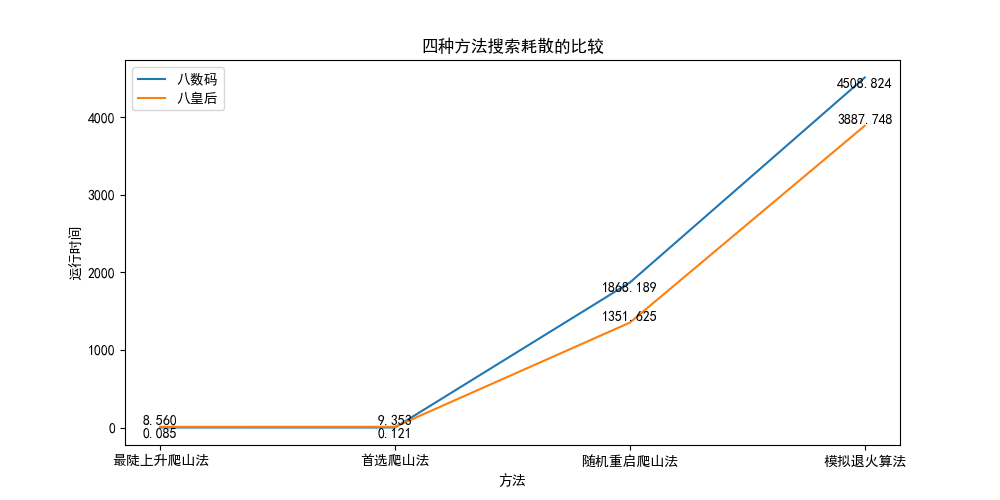 四种方法搜索耗散的比较
八数码
八皇后
4508.824
3887.748
4000
3000
运行时间
2000
1868.189
1351.625
1000
8.560
9.353
0
0.085
0.121
最陡上升爬山法
首选爬山法
随机重启爬山法
模拟退火算法
方法